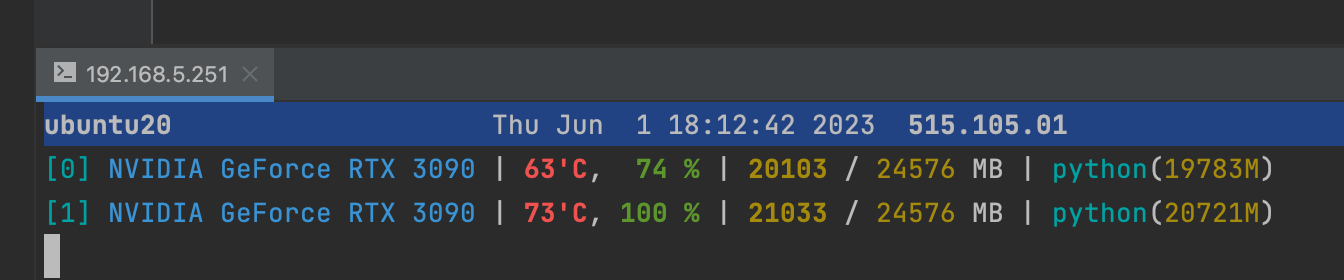 192.168.5.251
ubuntu20 Thu Jun 1 18:12:42 2023 515.105.01
[0] NVIDIA GeForce RTX 3090 | 63'C, 74 % | 20103 / 24576 MB | python(19783M)
[1] NVIDIA GeForce RTX 3090 | 73'C, 100 % | 21033 / 24576 MB | python(20721M)